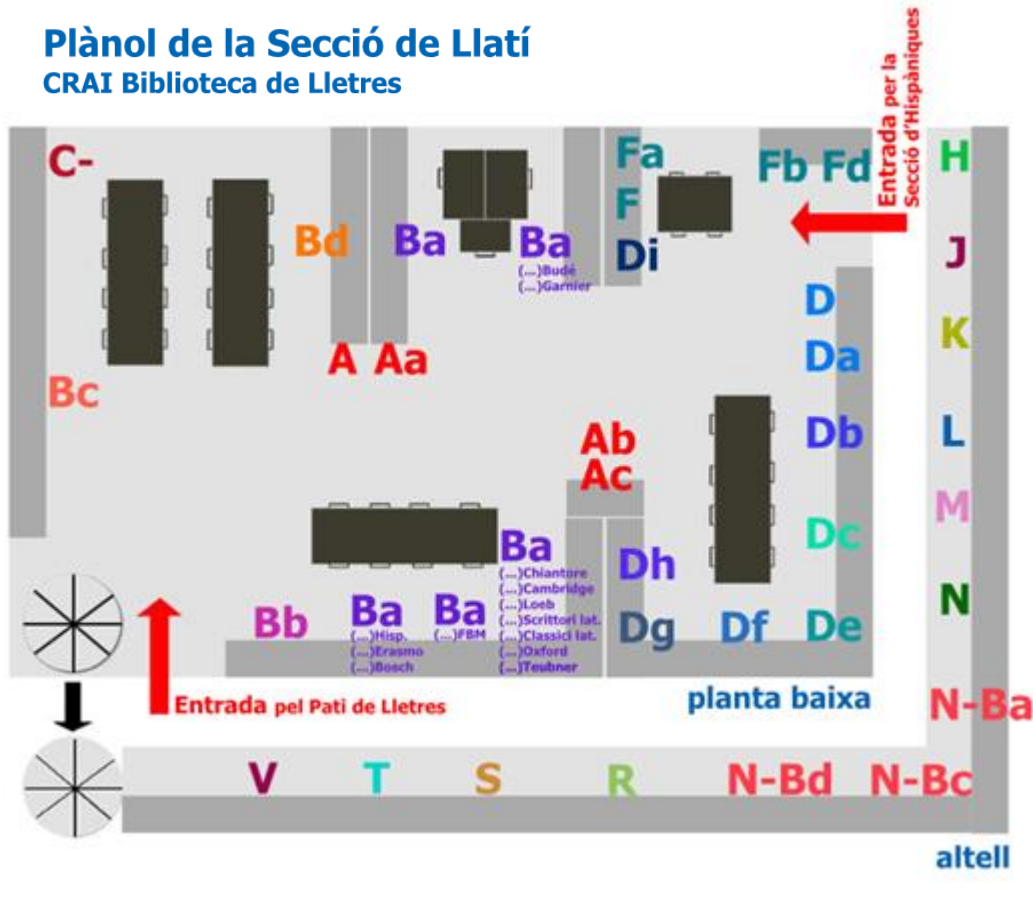 Plànol de la Secció de Llatí
CRAI Biblioteca de Lletres
Entrada per la
Secció d'Hispàniques
C-
Bd
Ba
Ba
(...)Budé
(...)Garnier
Fa
F
Di
Fb Fd
H
J
K
L
M
N
D
Da
Db
Dc
De
A Aa
Bc
Ab
Ac
Ba
(...)Chiantore
(...)Cambridge
(...)Loeb
(...)Scrittori lat.
(...)Classici lat.
(...)Oxford
(...)Teubner
Dh
Dg
Df
Bb
Ba
(...)Hisp.
(...)Erasmo
(...)Bosch
Ba
(...)FBM
Entrada pel Pati de Lletres
planta baixa
N-Ba
V T S R N-Bd N-Bc
altell